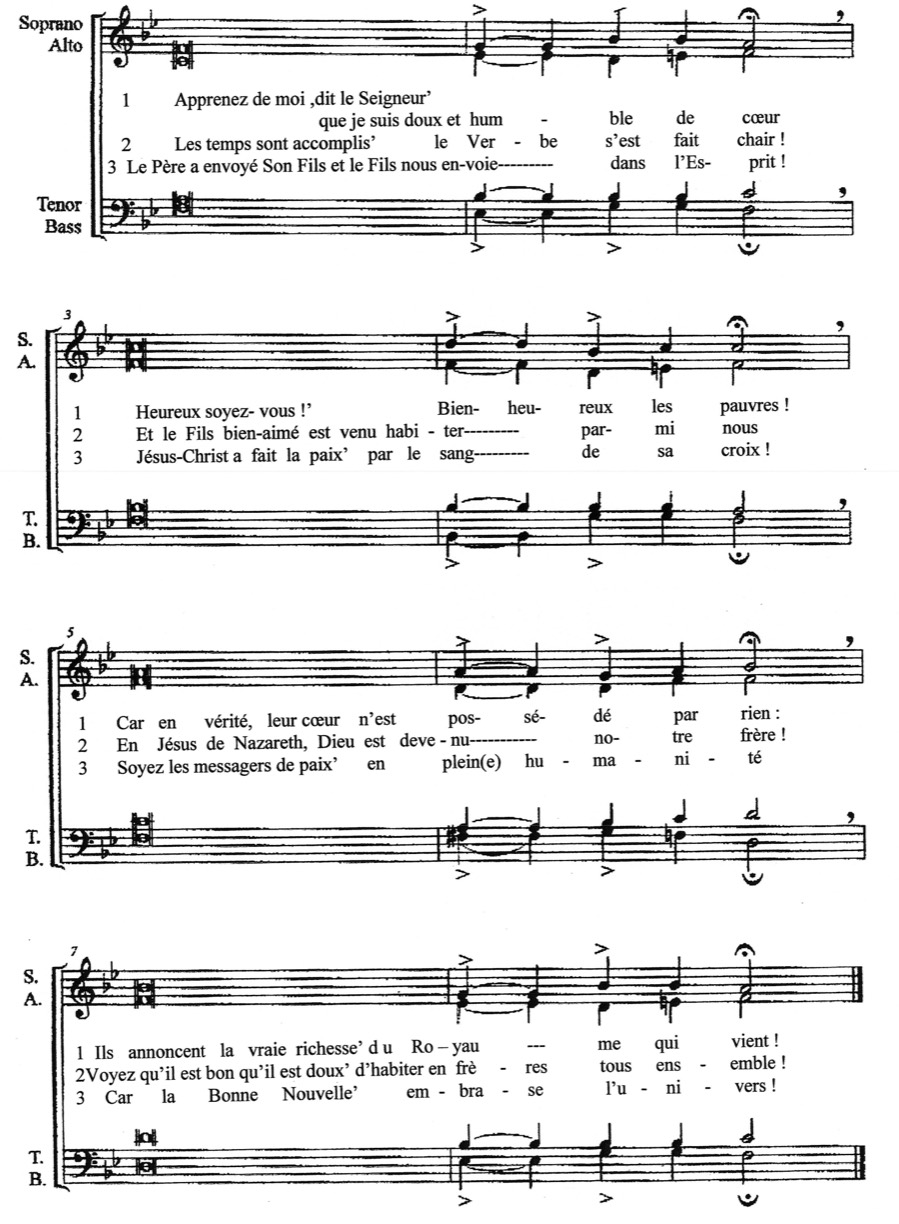 Soprano
Alto
1 Apprenez de moi ,dit le Seigneur’
que je suis doux et hum - ble de cœur
2 Les temps sont accomplis’ le Ver - be s’est fait chair !
3 Le Père a envoyé Son Fils et le Fils nous en-voie---------- dans l’Es- prit !
Tenor
Bass
3
S.
A.
1 Heureux soyez- vous !’ Bien- heu- reux les pauvres !
2 Et le Fils bien-aimé est venu habi - ter--------- par- mi nous
3 Jésus-Christ a fait la paix’ par le sang--------- de sa croix !
T.
B.
5
S.
A.
1 Car en vérité, leur cœur n’est pos- sé- dé par rien :
2 En Jésus de Nazareth, Dieu est deve - nu----------- no- tre frère !
3 Soyez les messagers de paix’ en plein(e) hu - ma - ni - té
T.
B.
7
S.
A.
1 Ils annoncent la vraie richesse’ d u Ro – yau --- me qui vient !
2Voyez qu’il est bon qu’il est doux’ d’habiter en frè - res tous ens - emble !
3 Car la Bonne Nouvelle’ em - bra - se l’u - ni - vers !
T.
B.